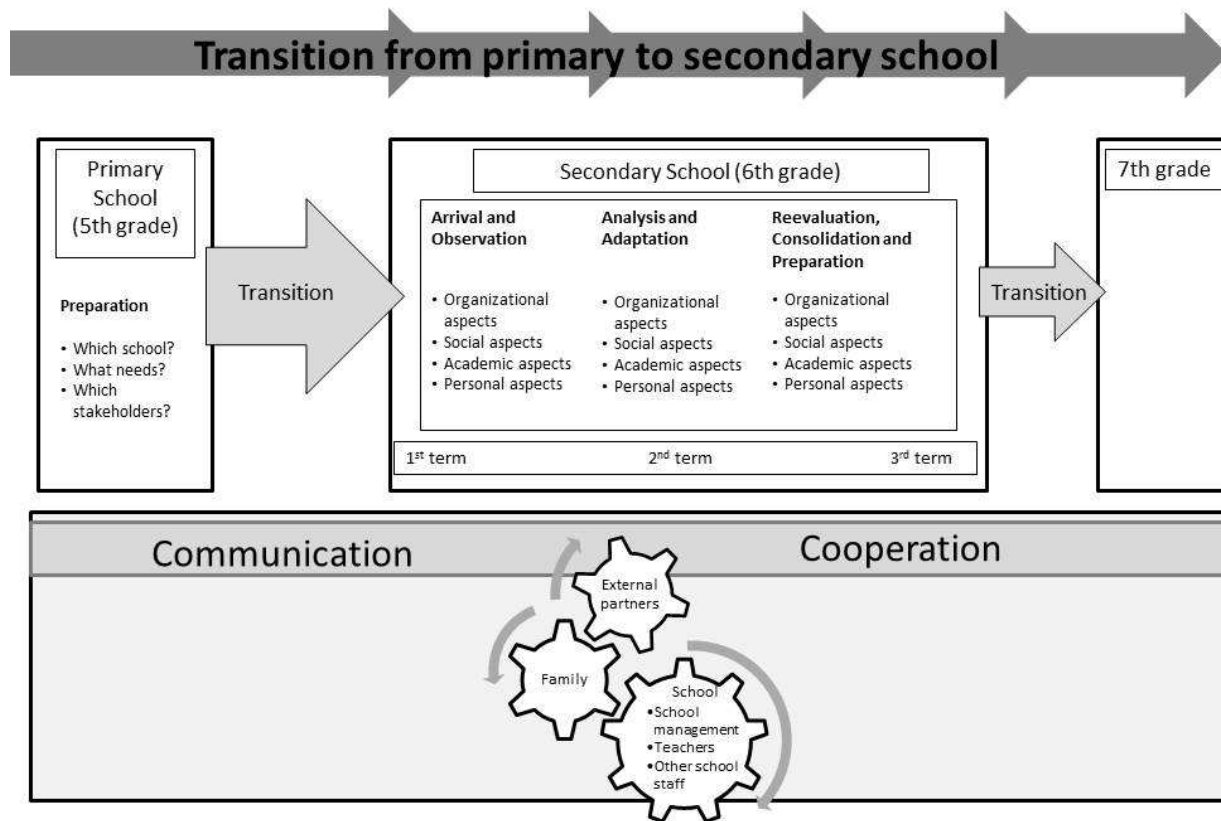 Transition from primary to secondary school
Primary
School
(5th grade)
Preparation
• Which school?
• What needs?
• Which
stakeholders?
Transition
Secondary School (6th grade)
Arrival and
Observation
• Organizational
aspects
• Social aspects
• Academic aspects
• Personal aspects
Analysis and
Adaptation
• Organizational
aspects
• Social aspects
• Academic aspects
• Personal aspects
Reevaluation,
Consolidation and
Preparation
• Organizational
aspects
• Social aspects
• Academic aspects
• Personal aspects
1st term
2nd term
3rd term
Transition
7th grade
Communication
Cooperation
External
partners
Family
School
•School
management
•Teachers
•Other school
staff